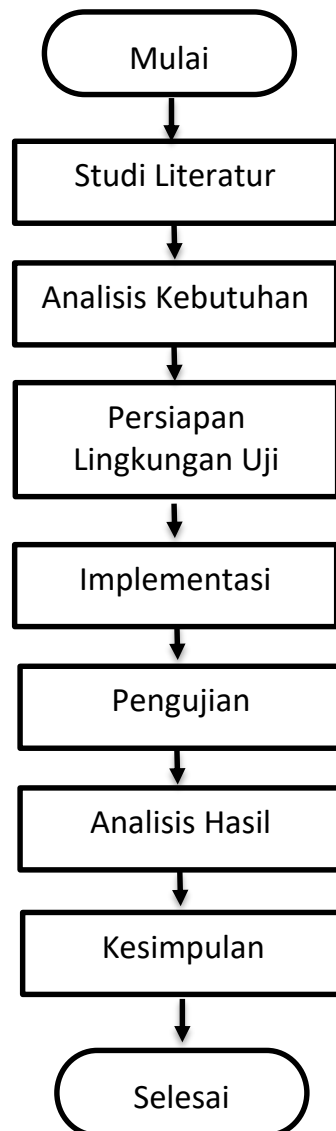 Mulai
Studi Literatur
Analisis Kebutuhan
Persiapan
Lingkungan Uji
Implementasi
Pengujian
Analisis Hasil
Kesimpulan
Selesai